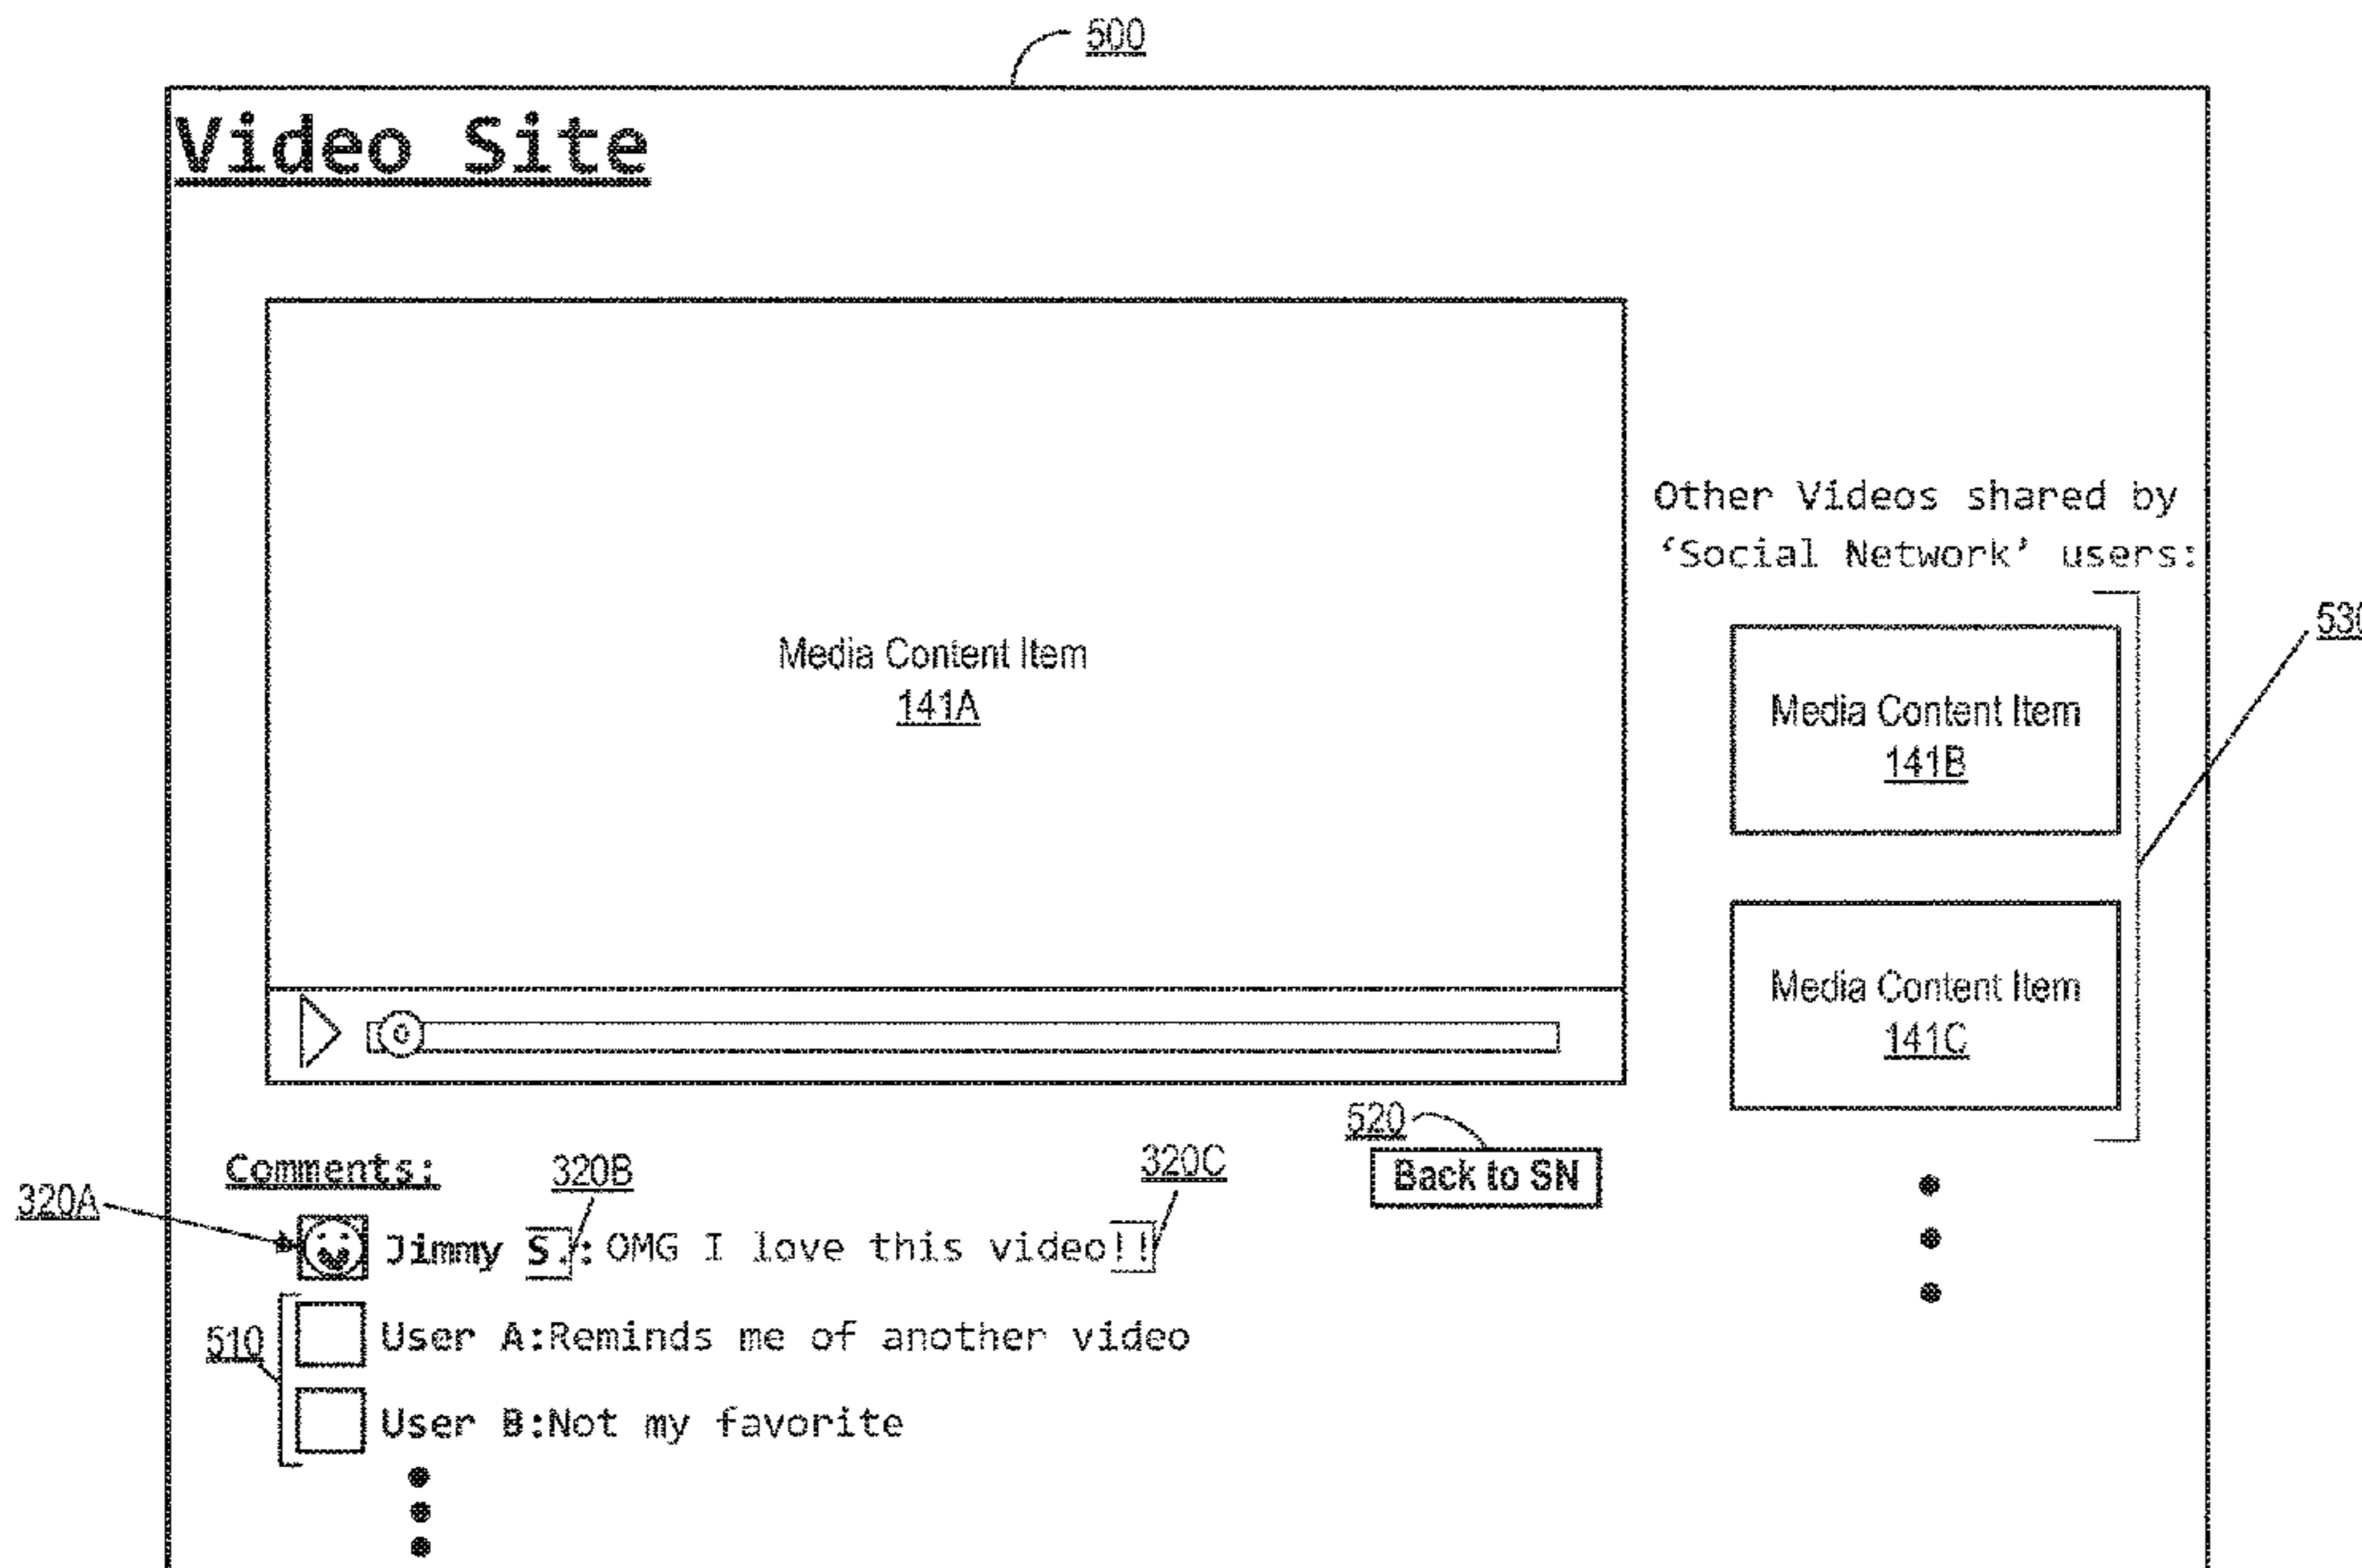 500
Video Site
Other Videos shared by
‘Social Network’ users:
530
Media Content Item
141A
Media Content Item
141B
Media Content Item
141C
520
Back to SN
Comments:
320A
320B
320C
Jimmy S.: OMG I love this video!!
510
User A:Reminds me of another video
User B:Not my favorite